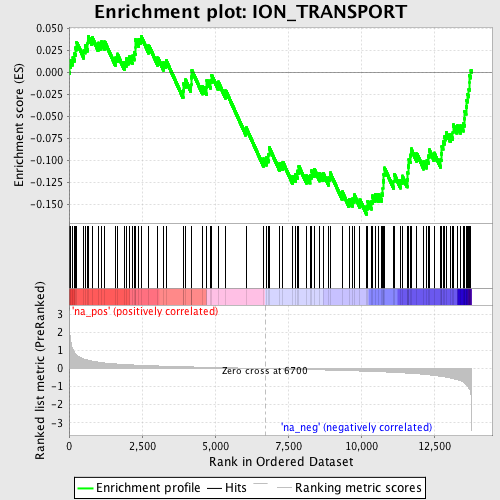 Enrichment plot: ION_TRANSPORT
Enrichment score (ES)
0.050
0.025
0.000
-0.025
-0.050
-0.075
-0.100
-0.125
-0.150
'na_pos' (positively correlated)
Ranked list metric (PreRanked)
3
2
1
0
-1
-2
-3
Zero cross at 6700
'na_neg' (negatively correlated)
0
2,500
5,000
7,500
10,000
12,500
Rank in Ordered Dataset
Enrichment profile
Hits
Ranking metric scores